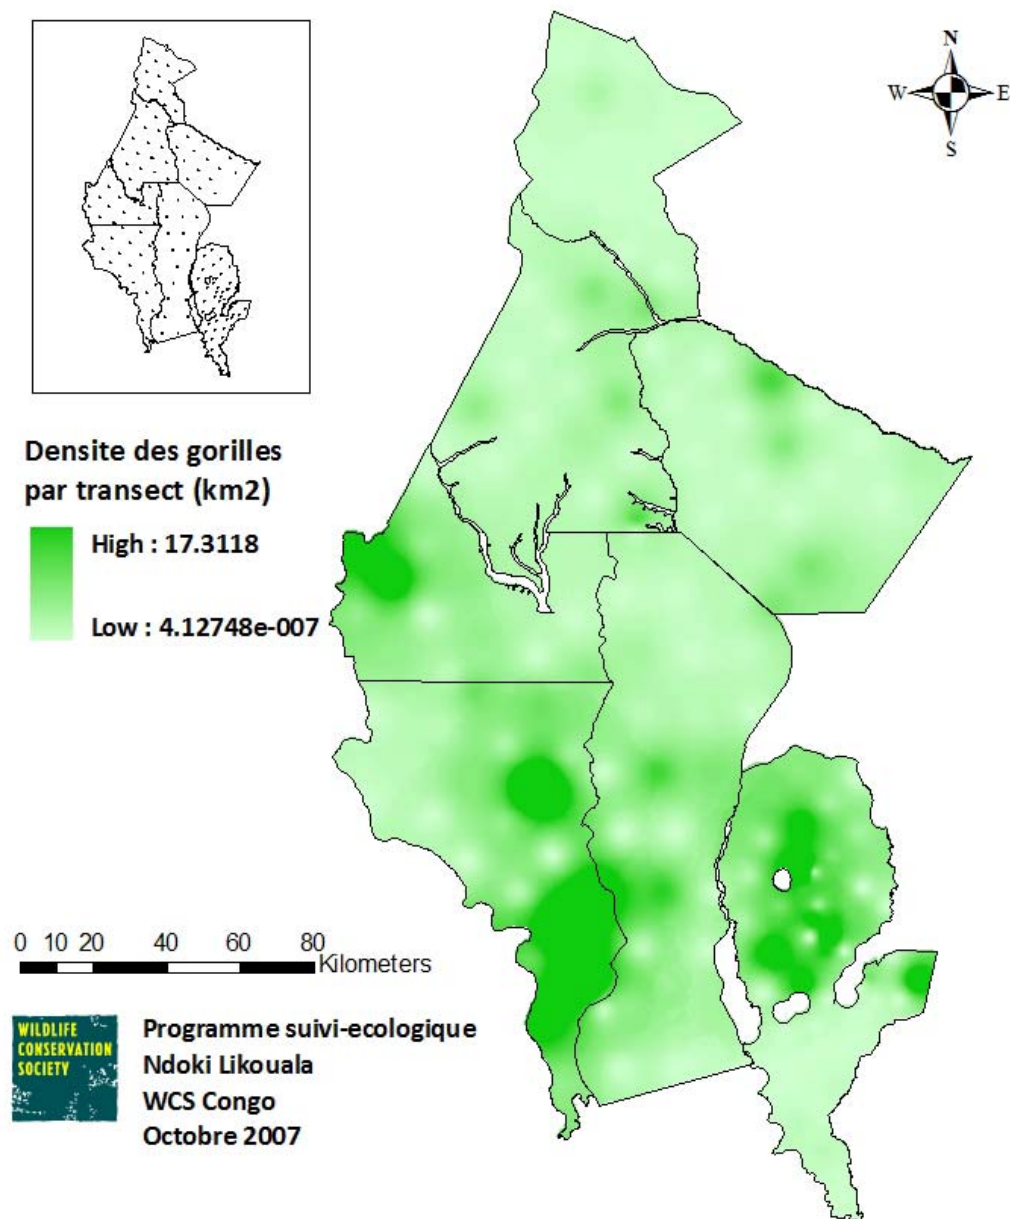 N
W E
S
Densite des gorilles
par transect (km2)
High : 17.3118
Low : 4.12748e-007
0 10 20 40 60 80
Kilometers
WILDLIFE
CONSERVATION
SOCIETY
Programme suivi-ecologique
Ndoki Likouala
WCS Congo
Octobre 2007